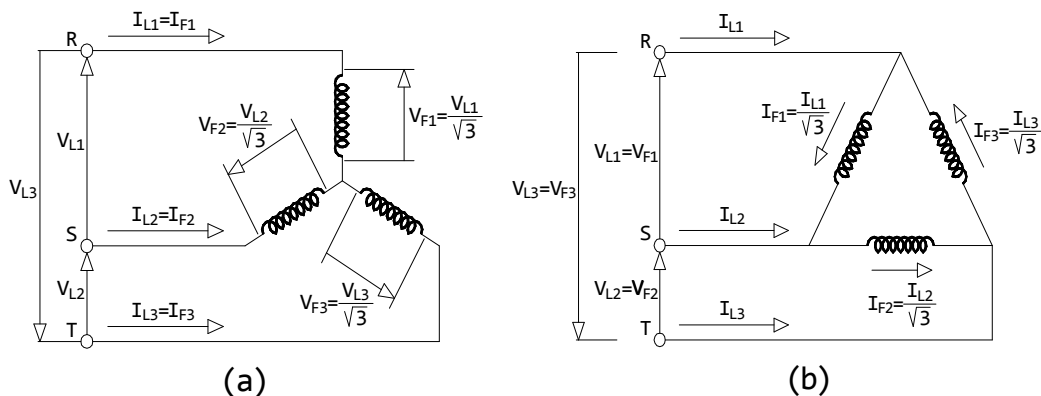 I_L1=I_F1
R
V_F1=V_L1/√3
V_F2=V_L2/√3
V_L1
V_L3
I_L2=I_F2
S
V_L2
V_F3=V_L3/√3
I_L3=I_F3
T
(a)
I_L1
R
I_F1=I_L1/√3
I_F3=I_L3/√3
V_L1=V_F1
V_L3=V_F3
I_L2
S
V_L2=V_F2
I_F2=I_L2/√3
I_L3
T
(b)